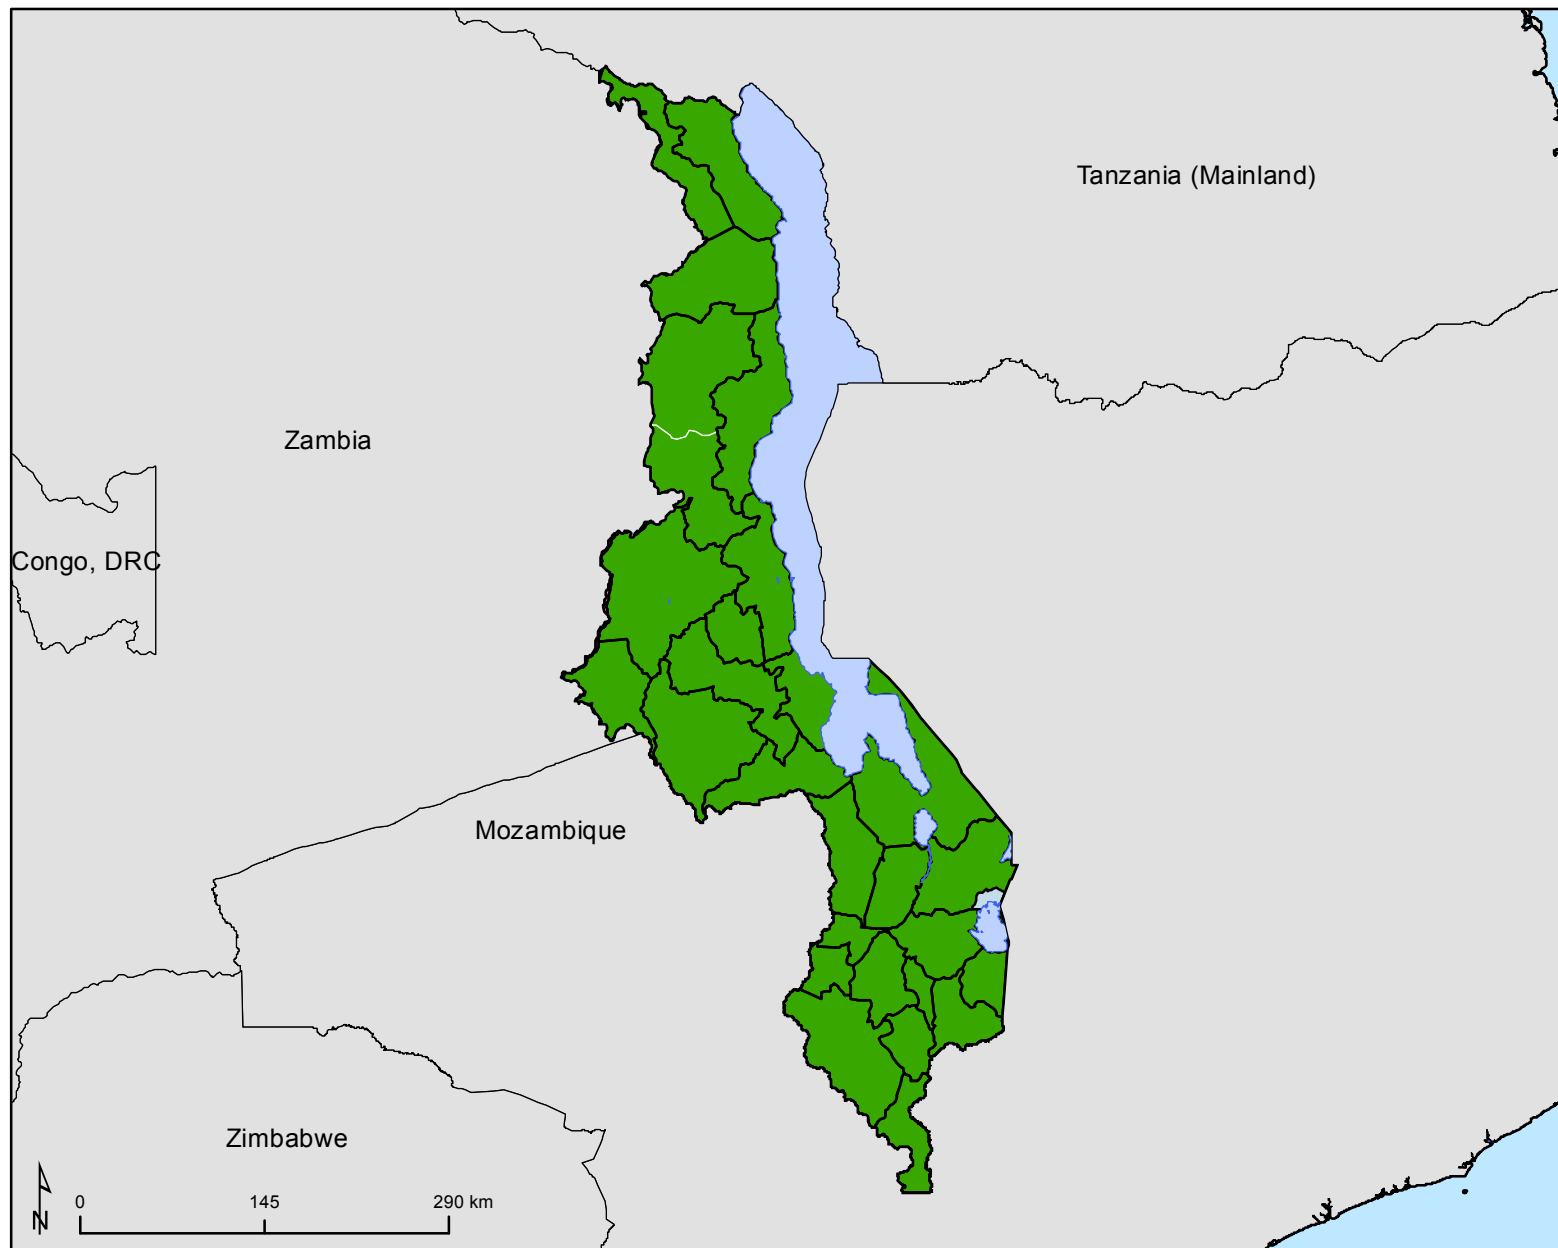 Tanzania (Mainland)
Zambia
Congo, DRC
Mozambique
Zimbabwe
N
0 145 290 km